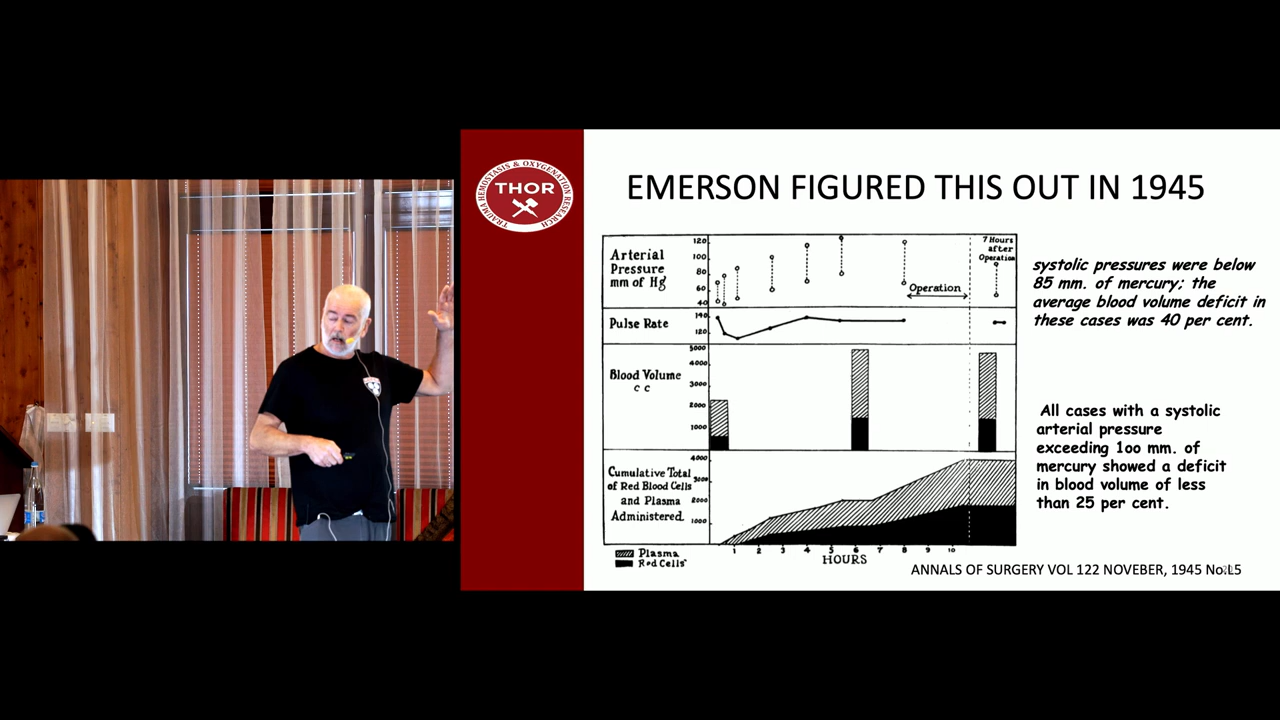 TRAUMA HEMOSTASIS & OXYGENATION RESEARCH
THOR
EMERSON FIGURED THIS OUT IN 1945
Arterial
Pressure
mm of Hg
120
100
80
60
40
7 Hours
after
Operation
Operation
Pulse Rate
140
120
Blood Volume
c c
5000
4000
3000
2000
1000
Cumulative Total
of Red Blood Cells
and Plasma
Administered
4000
3000
2000
1000
1 2 3 4 5 6 7 8 9 10
HOURS
Plasma
Red Cells
systolic pressures were below
85 mm. of mercury; the
average blood volume deficit in
these cases was 40 per cent.
All cases with a systolic
arterial pressure
exceeding 1oo mm. of
mercury showed a deficit
in blood volume of less
than 25 per cent.
ANNALS OF SURGERY VOL 122 NOVEBER, 1945 No.